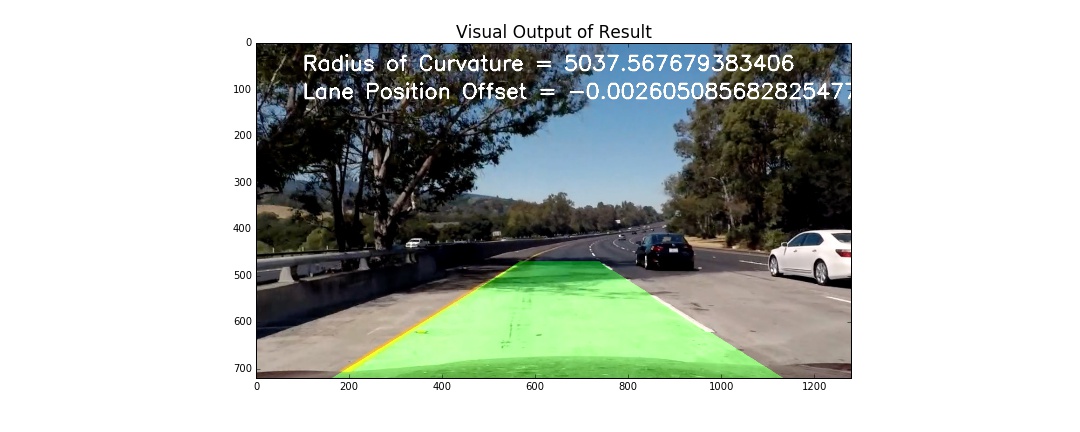 Visual Output of Result
Radius of Curvature = 5037.567679383406
Lane Position Offset = −0.002605085682825477
0
100
200
300
400
500
600
700
0 200 400 600 800 1000 1200